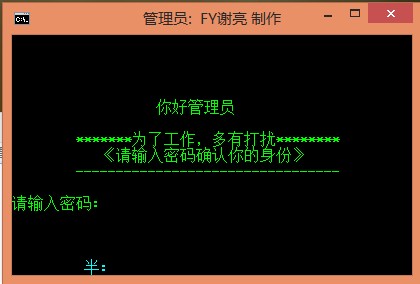 管理员: FY谢亮 制作
你好管理员
*******为了工作，多有打扰********
《请输入密码确认你的身份》
---------------------------------
请输入密码:
半: